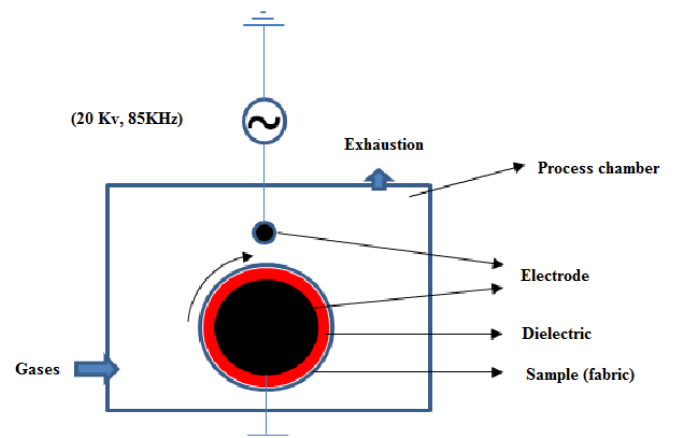 (20 Kv, 85KHz)
Exhaustion
Process chamber
Electrode
Dielectric
Gases
Sample (fabric)